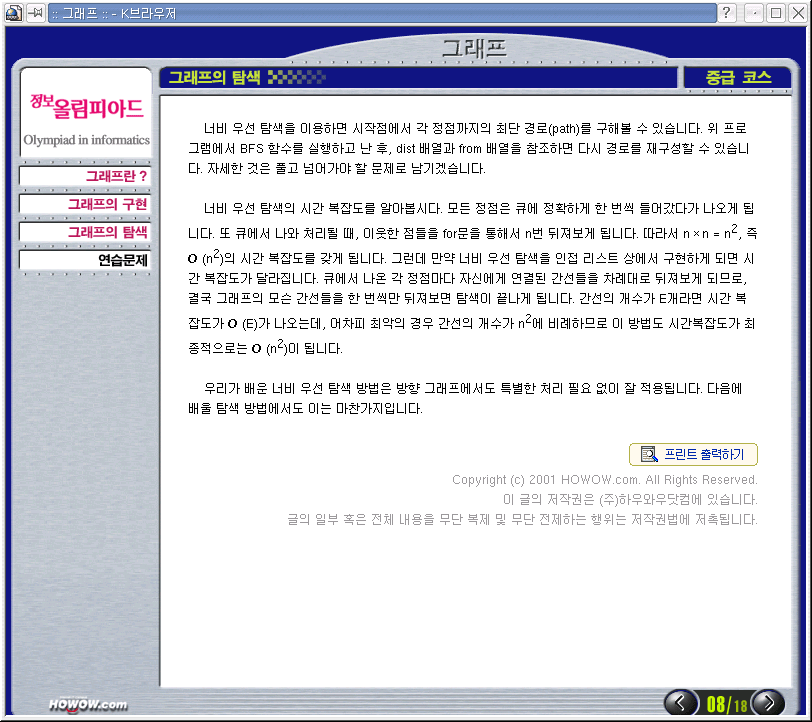 :: 그래프 :: - K브라우저
그래프
그래프의 탐색
중급 코스
정보올림피아드
Olympiad in informatics
그래프란 ?
그래프의 구현
그래프의 탐색
연습문제
너비 우선 탐색을 이용하면 시작점에서 각 정점까지의 최단 경로(path)를 구해볼 수 있습니다. 위 프로
그램에서 BFS 함수를 실행하고 난 후, dist 배열과 from 배열을 참조하면 다시 경로를 재구성할 수 있습니
다. 자세한 것은 풀고 넘어가야 할 문제로 남기겠습니다.
너비 우선 탐색의 시간 복잡도를 알아봅시다. 모든 정점은 큐에 정확하게 한 번씩 들어갔다가 나오게 됩
니다. 또 큐에서 나와 처리될 때, 이웃한 점들을 for문을 통해서 n번 뒤져보게 됩니다. 따라서 n × n = n², 즉
O (n²)의 시간 복잡도를 갖게 됩니다. 그런데 만약 너비 우선 탐색을 인접 리스트 상에서 구현하게 되면 시
간 복잡도가 달라집니다. 큐에서 나온 각 정점마다 자신에게 연결된 간선들을 차례대로 뒤져보게 되므로,
결국 그래프의 모슨 간선들을 한 번씩만 뒤져보면 탐색이 끝나게 됩니다. 간선의 개수가 E개라면 시간 복
잡도가 O (E)가 나오는데, 어차피 최악의 경우 간선의 개수가 n²에 비례하므로 이 방법도 시간복잡도가 최
종적으로는 O (n²)이 됩니다.
우리가 배운 너비 우선 탐색 방법은 방향 그래프에서도 특별한 처리 필요 없이 잘 적용됩니다. 다음에
배울 탐색 방법에서도 이는 마찬가지입니다.
프린트 출력하기
Copyright (c) 2001 HOWOW.com. All Rights Reserved.
이 글의 저작권은 (주)하우와우닷컴에 있습니다.
글의 일부 혹은 전체 내용을 무단 복제 및 무단 전제하는 행위는 저작권법에 저촉됩니다.
HOWOW.com
08/18